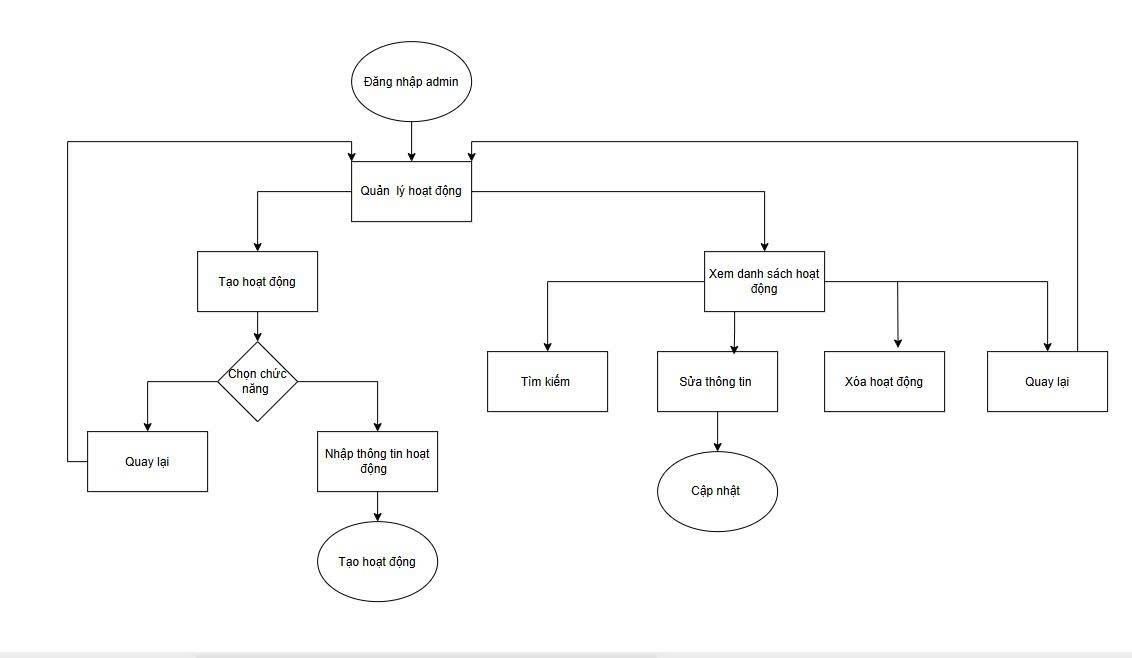 Đăng nhập admin
Quản lý hoạt động
Tạo hoạt động
Xem danh sách hoạt
động
Chọn chức
năng
Tìm kiếm
Sửa thông tin
Xóa hoạt động
Quay lại
Quay lại
Nhập thông tin hoạt
động
Cập nhật
Tạo hoạt động